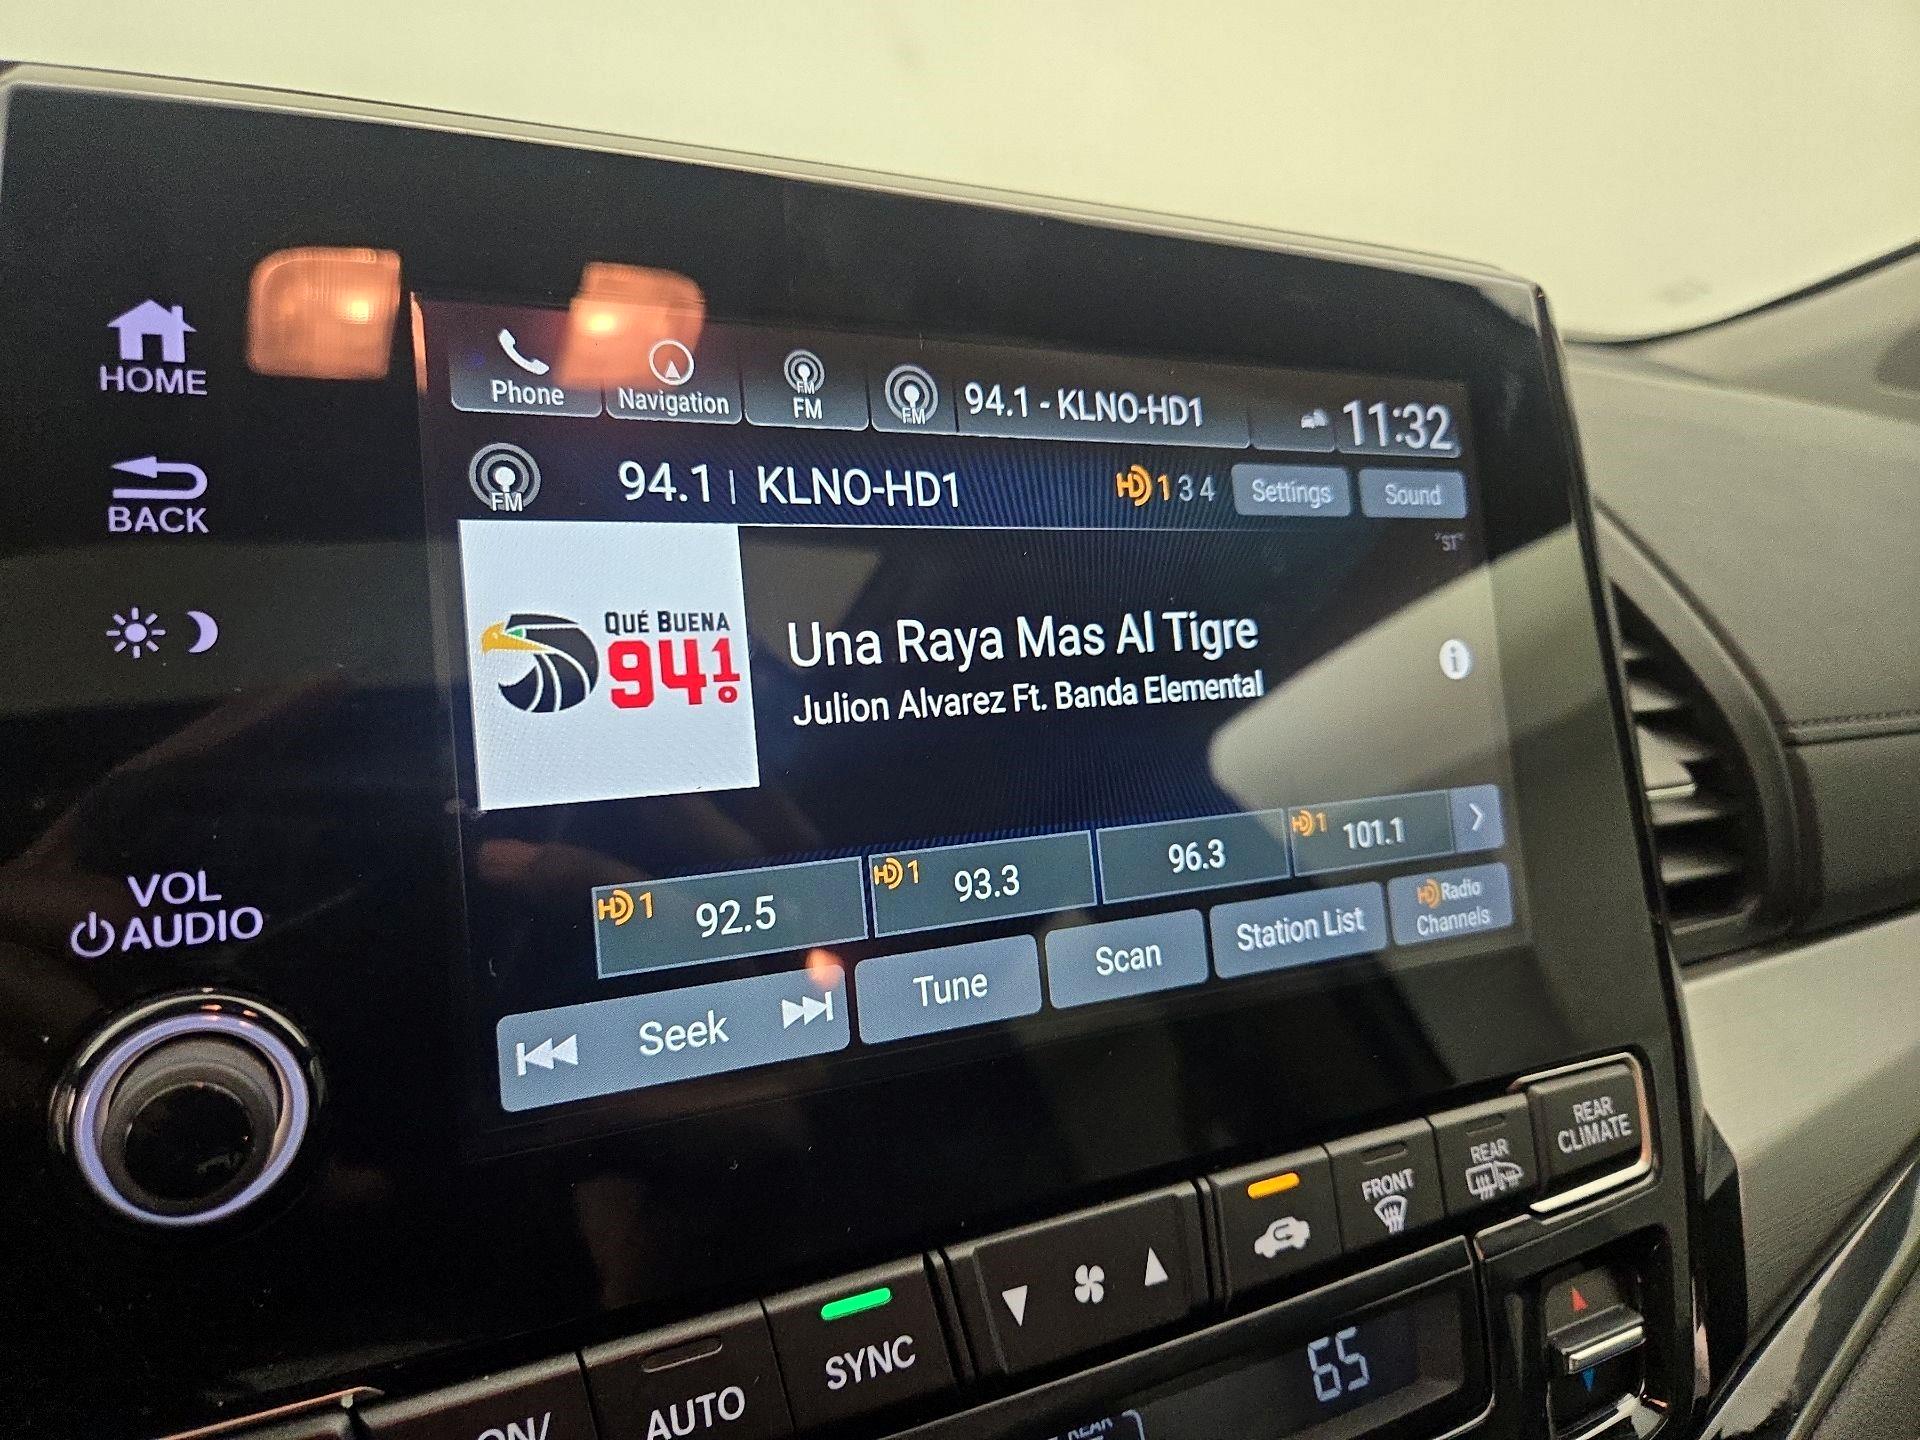 HOME
BACK
VOL
AUDIO
Phone
Navigation
FM
FM
FM
94.1 - KLNO-HD1
11:32
FM
94.1 | KLNO-HD1
HD 1 3 4
Settings
Sound
"ST"
QUÉ BUENA
94.1
Una Raya Mas Al Tigre
Julion Alvarez Ft. Banda Elemental
i
HD 1 92.5
HD 1 93.3
96.3
HD 1 101.1
Seek
Tune
Scan
Station List
HD Radio
Channels
ON/
AUTO
SYNC
FRONT
REAR
REAR
CLIMATE
65
REAR